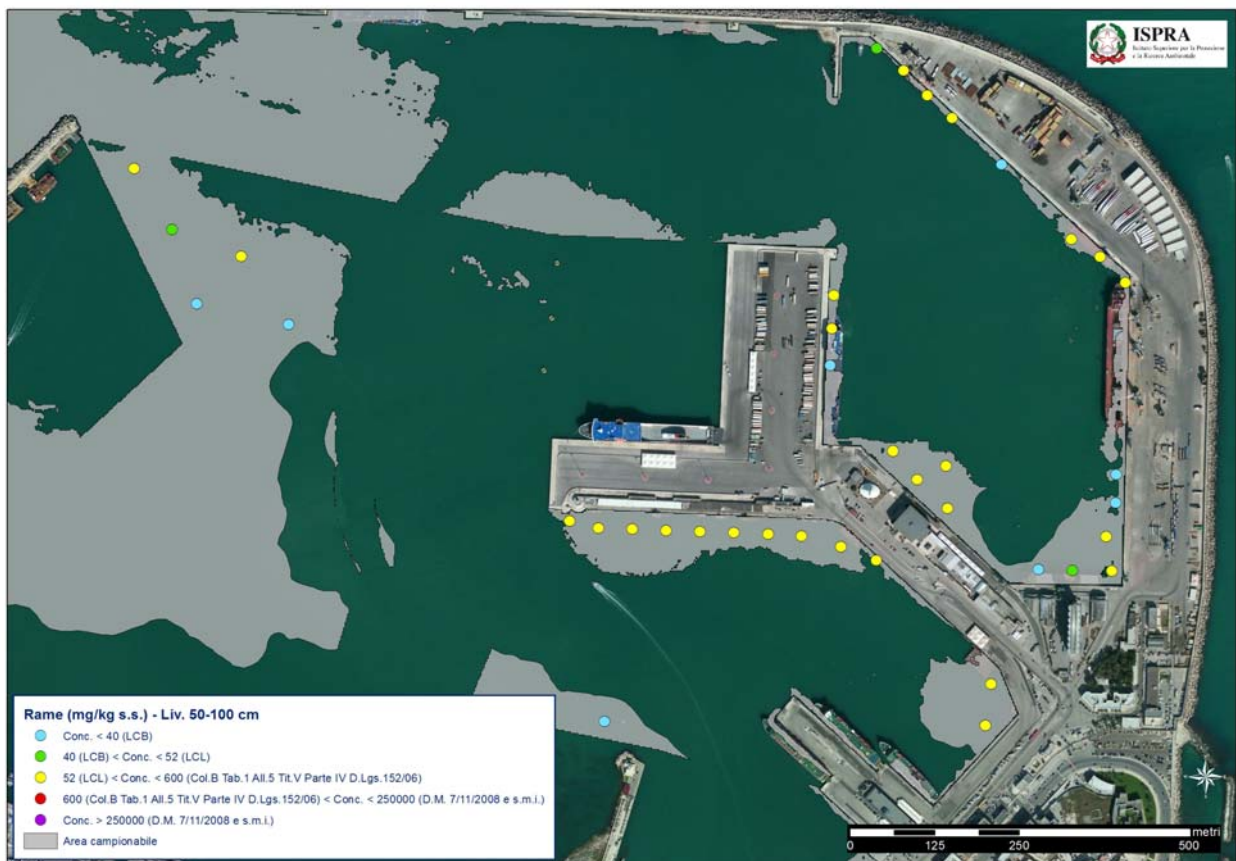 ISPRA
Istituto Superiore per la Protezione
e la Ricerca Ambientale
Rame (mg/kg s.s.) - Liv. 50-100 cm
Conc. < 40 (LCB)
40 (LCB) < Conc. < 52 (LCL)
52 (LCL) < Conc. < 600 (Col.B Tab.1 All.5 Tit.V Parte IV D.Lgs.152/06)
600 (Col.B Tab.1 All.5 Tit.V Parte IV D.Lgs.152/06) < Conc. < 250000 (D.M. 7/11/2008 e s.m.i.)
Conc. > 250000 (D.M. 7/11/2008 e s.m.i.)
Area campionabile
metri
0 125 250 500